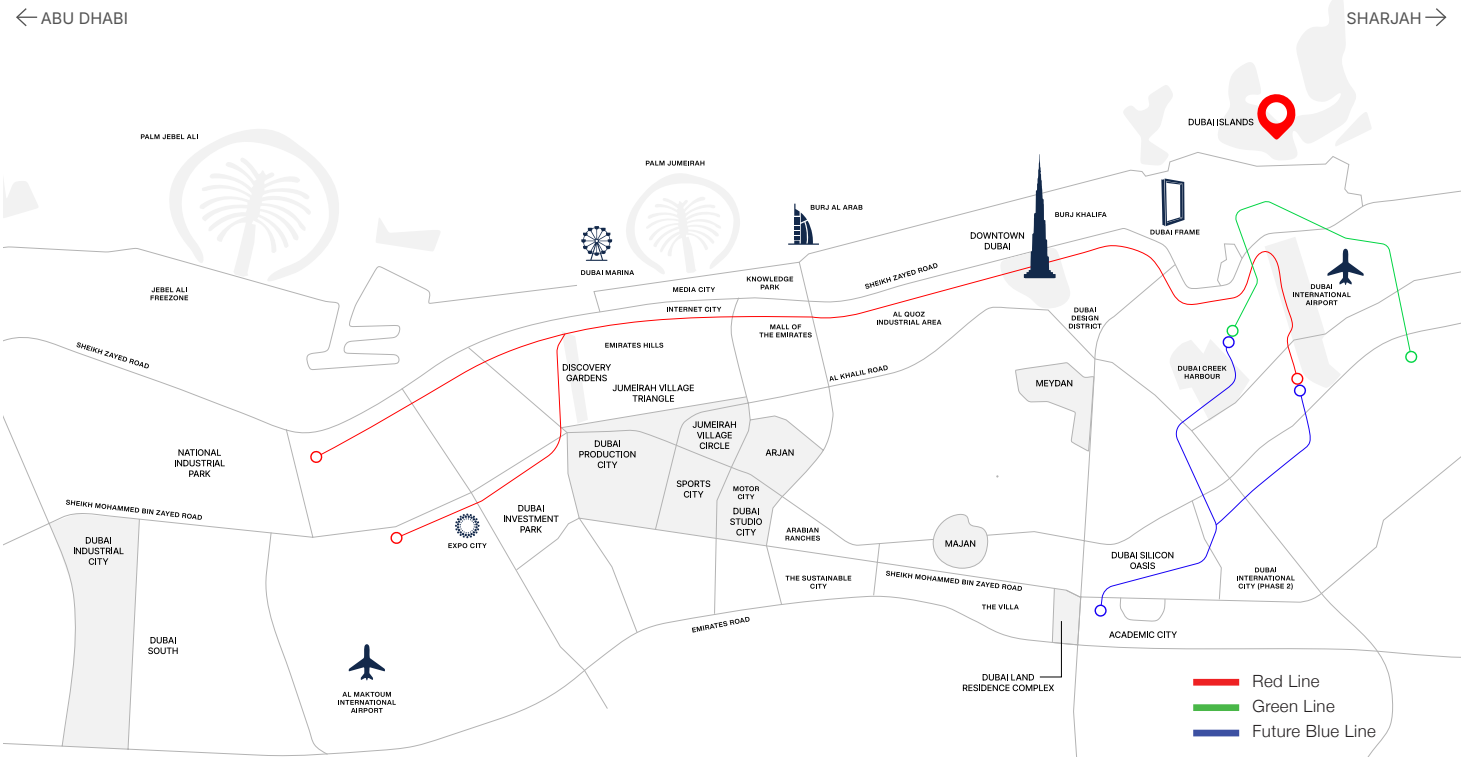 ABU DHABI
SHARJAH
DUBAI ISLANDS
PALM JEBEL ALI
PALM JUMEIRAH
BURJ AL ARAB
BURJ KHALIFA
DUBAI FRAME
DOWNTOWN
DUBAI
DUBAI MARINA
SHEIKH ZAYED ROAD
KNOWLEDGE
PARK
MEDIA CITY
JEBEL ALI
FREEZONE
DUBAI
INTERNATIONAL
AIRPORT
INTERNET CITY
AL QUOZ
INDUSTRIAL AREA
DUBAI
DESIGN
DISTRICT
MALL OF
THE EMIRATES
EMIRATES HILLS
SHEIKH ZAYED ROAD
DISCOVERY
GARDENS
AL KHALIL ROAD
DUBAI CREEK
HARBOUR
JUMEIRAH VILLAGE
TRIANGLE
MEYDAN
JUMEIRAH
VILLAGE
CIRCLE
DUBAI
PRODUCTION
CITY
ARJAN
NATIONAL
INDUSTRIAL
PARK
SPORTS
CITY
MOTOR
CITY
SHEIKH MOHAMMED BIN ZAYED ROAD
DUBAI
INVESTMENT
PARK
DUBAI
STUDIO
CITY
ARABIAN
RANCHES
EXPO CITY
MAJAN
DUBAI
INDUSTRIAL
CITY
DUBAI SILICON
OASIS
THE SUSTAINABLE
CITY
SHEIKH MOHAMMED BIN ZAYED ROAD
DUBAI
INTERNATIONAL
CITY (PHASE 2)
THE VILLA
EMIRATES ROAD
ACADEMIC CITY
DUBAI
SOUTH
DUBAI LAND
RESIDENCE COMPLEX
AL MAKTOUM
INTERNATIONAL
AIRPORT
Red Line
Green Line
Future Blue Line